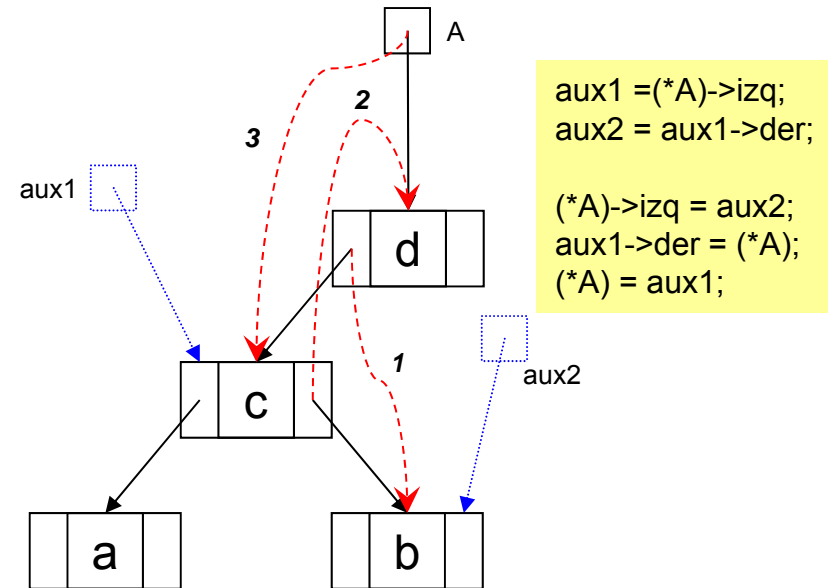 A
aux1 =(*A)->izq;
aux2 = aux1->der;
(*A)->izq = aux2;
aux1->der = (*A);
(*A) = aux1;
2
3
aux1
d
1
aux2
c
a
b